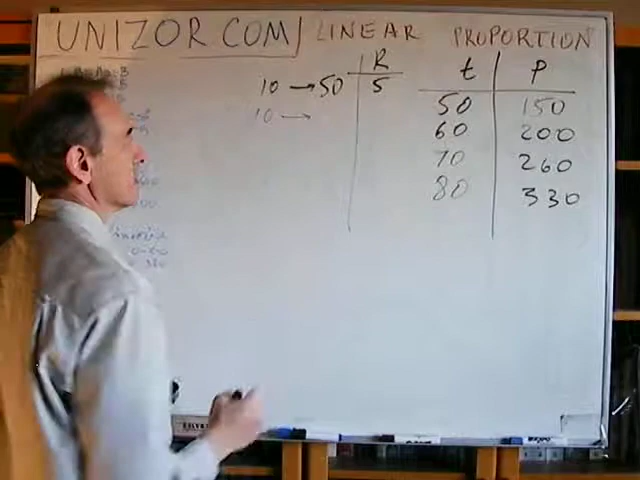 UNIZOR COM/ LINEAR PROPORTION
R
10 → 50 5
10 →
t P
50 150
60 200
70 260
80 330